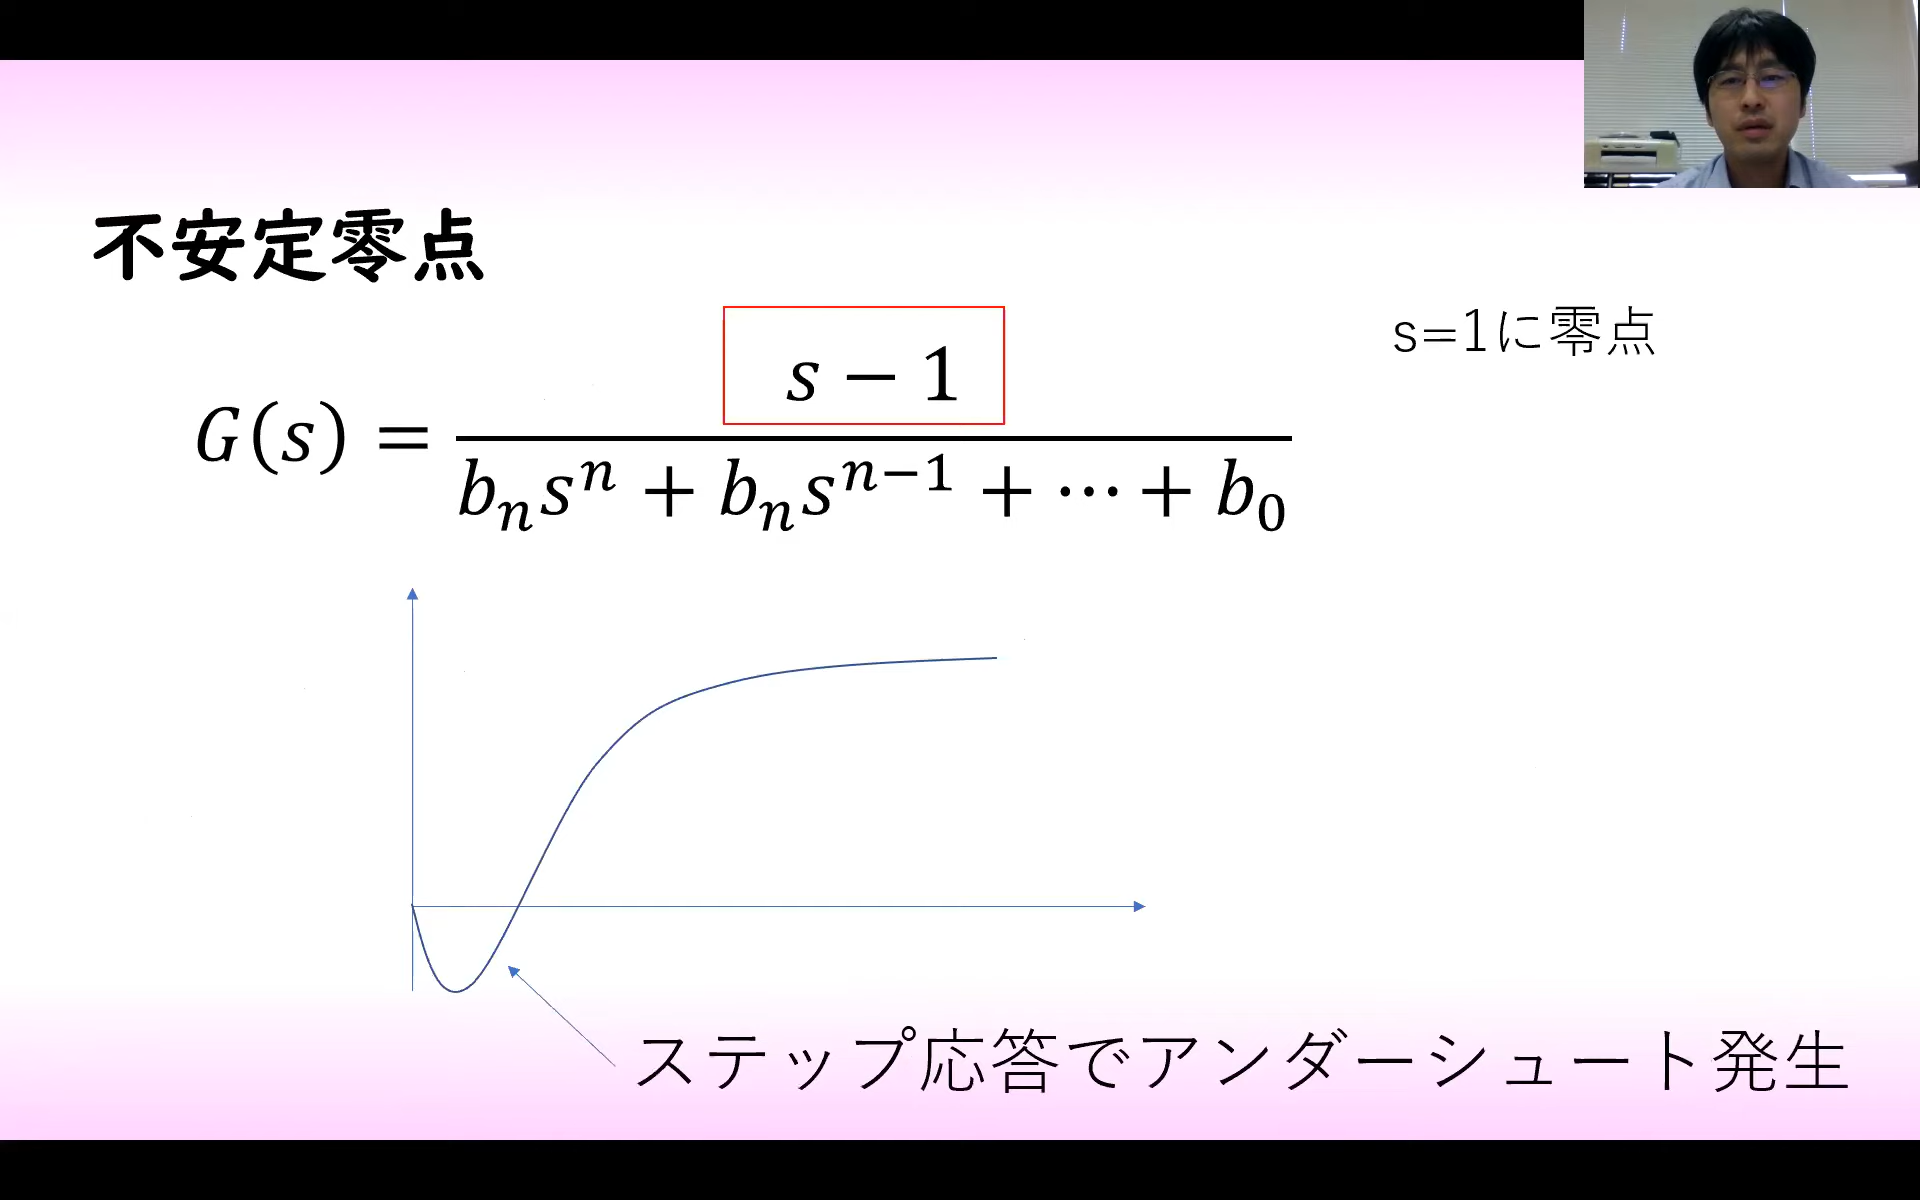 不安定零点
s=1に零点
G(s) = \frac{s - 1}{b_n s^n + b_n s^{n-1} + ⋯ + b_0}
ステップ応答でアンダーシュート発生